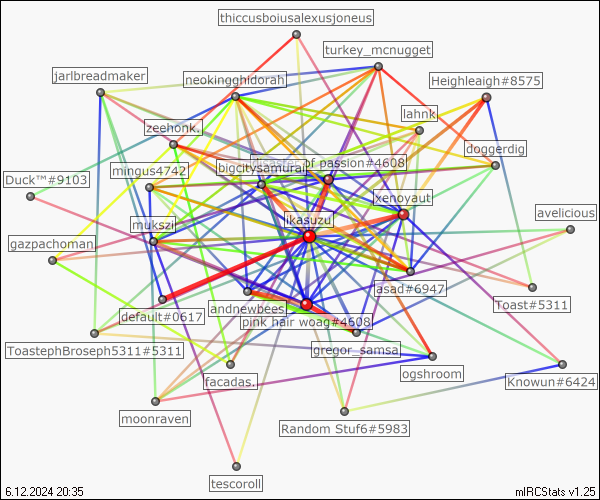 thiccusboiusalexusjoneus
turkey_mcnugget
jarlbreadmaker
neokingghidorah
Heighleaigh#8575
lahnk
zeehonk.
doggerdig
of passion#4608
bigcitysamurai
mingus4742
Duck™#9103
xenoyaut
ikasuzu
mukszi
avelicious
gazpachoman
asad#6947
Toast#5311
andnewbees
default#0617
pink hair woag#4608
gregor_samsa
ToastephBroseph5311#5311
ogshroom
facadas.
Knowun#6424
moonraven
Random Stuf6#5983
tescoroll
6.12.2024 20:35
mIRCStats v1.25